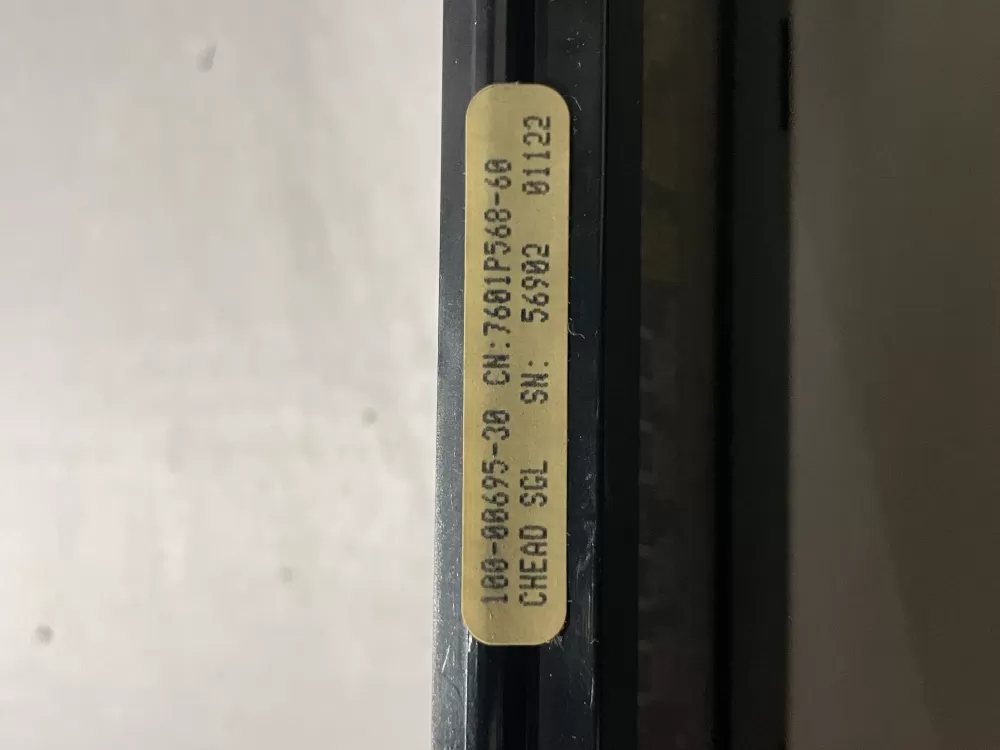 100-00695-30 CN:7601P568-60
CHEAD SGL SN: 56902 01122